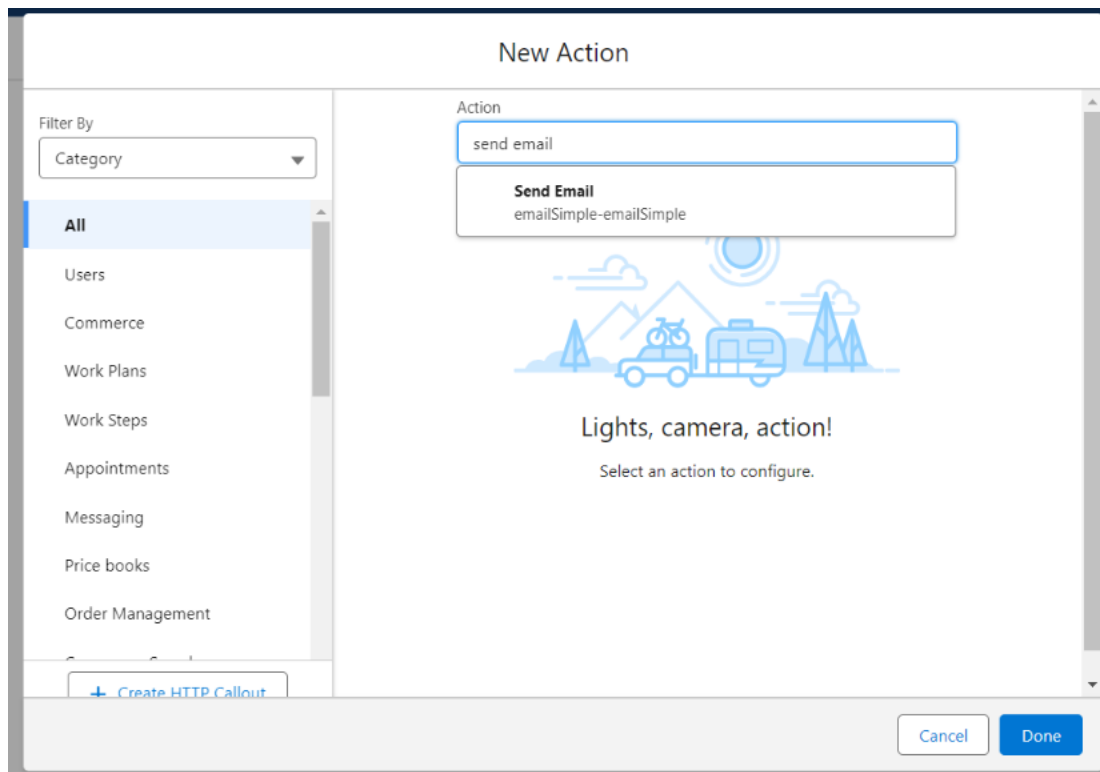 New Action
Filter By
Category
All
Users
Commerce
Work Plans
Work Steps
Appointments
Messaging
Price books
Order Management
+ Create HTTP Callout
Action
send email
Send Email
emailSimple-emailSimple
Lights, camera, action!
Select an action to configure.
Cancel
Done